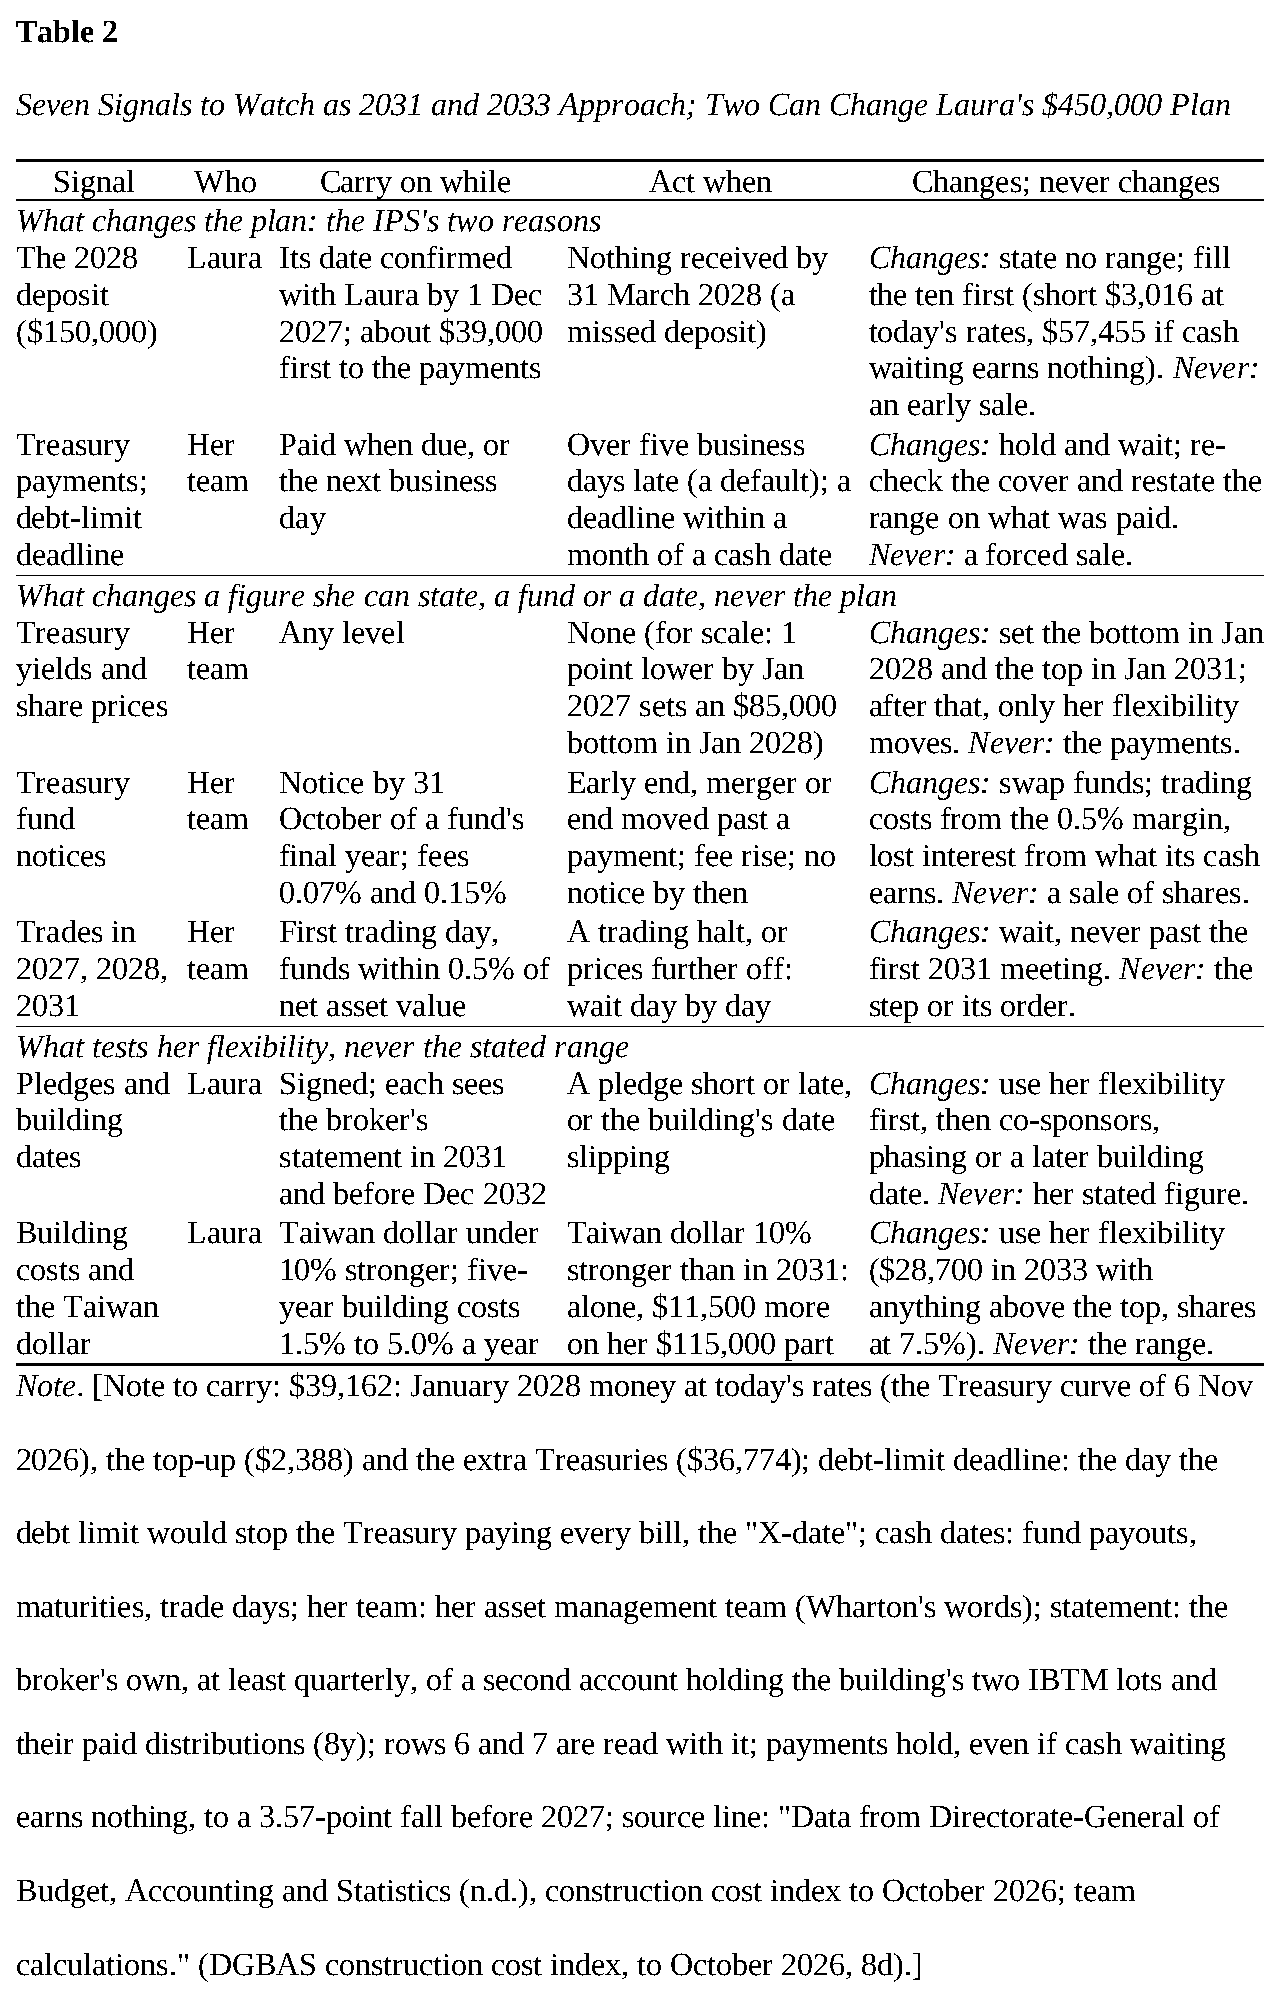 Table 2
Seven Signals to Watch as 2031 and 2033 Approach; Two Can Change Laura's $450,000 Plan
Signal Who Carry on while Act when Changes; never changes
What changes the plan: the IPS's two reasons
The 2028 Laura Its date confirmed Nothing received by Changes: state no range; fill
deposit with Laura by 1 Dec 31 March 2028 (a the ten first (short $3,016 at
($150,000) 2027; about $39,000 missed deposit) today's rates, $57,455 if cash
first to the payments waiting earns nothing). Never:
an early sale.
Treasury Her Paid when due, or Over five business Changes: hold and wait; re-
payments; team the next business days late (a default); a check the cover and restate the
debt-limit day deadline within a range on what was paid.
deadline month of a cash date Never: a forced sale.
What changes a figure she can state, a fund or a date, never the plan
Treasury Her Any level None (for scale: 1 Changes: set the bottom in Jan
yields and team point lower by Jan 2028 and the top in Jan 2031;
share prices 2027 sets an $85,000 after that, only her flexibility
bottom in Jan 2028) moves. Never: the payments.
Treasury Her Notice by 31 Early end, merger or Changes: swap funds; trading
fund team October of a fund's end moved past a costs from the 0.5% margin,
notices final year; fees payment; fee rise; no lost interest from what its cash
0.07% and 0.15% notice by then earns. Never: a sale of shares.
Trades in Her First trading day, A trading halt, or Changes: wait, never past the
2027, 2028, team funds within 0.5% of prices further off: first 2031 meeting. Never: the
2031 net asset value wait day by day step or its order.
What tests her flexibility, never the stated range
Pledges and Laura Signed; each sees A pledge short or late, Changes: use her flexibility
building the broker's or the building's date first, then co-sponsors,
dates statement in 2031 slipping phasing or a later building
and before Dec 2032 date. Never: her stated figure.
Building Laura Taiwan dollar under Taiwan dollar 10% Changes: use her flexibility
costs and 10% stronger; five- stronger than in 2031: ($28,700 in 2033 with
the Taiwan year building costs alone, $11,500 more anything above the top, shares
dollar 1.5% to 5.0% a year on her $115,000 part at 7.5%). Never: the range.
Note. [Note to carry: $39,162: January 2028 money at today's rates (the Treasury curve of 6 Nov
2026), the top-up ($2,388) and the extra Treasuries ($36,774); debt-limit deadline: the day the
debt limit would stop the Treasury paying every bill, the "X-date"; cash dates: fund payouts,
maturities, trade days; her team: her asset management team (Wharton's words); statement: the
broker's own, at least quarterly, of a second account holding the building's two IBTM lots and
their paid distributions (8y); rows 6 and 7 are read with it; payments hold, even if cash waiting
earns nothing, to a 3.57-point fall before 2027; source line: "Data from Directorate-General of
Budget, Accounting and Statistics (n.d.), construction cost index to October 2026; team
calculations." (DGBAS construction cost index, to October 2026, 8d).]